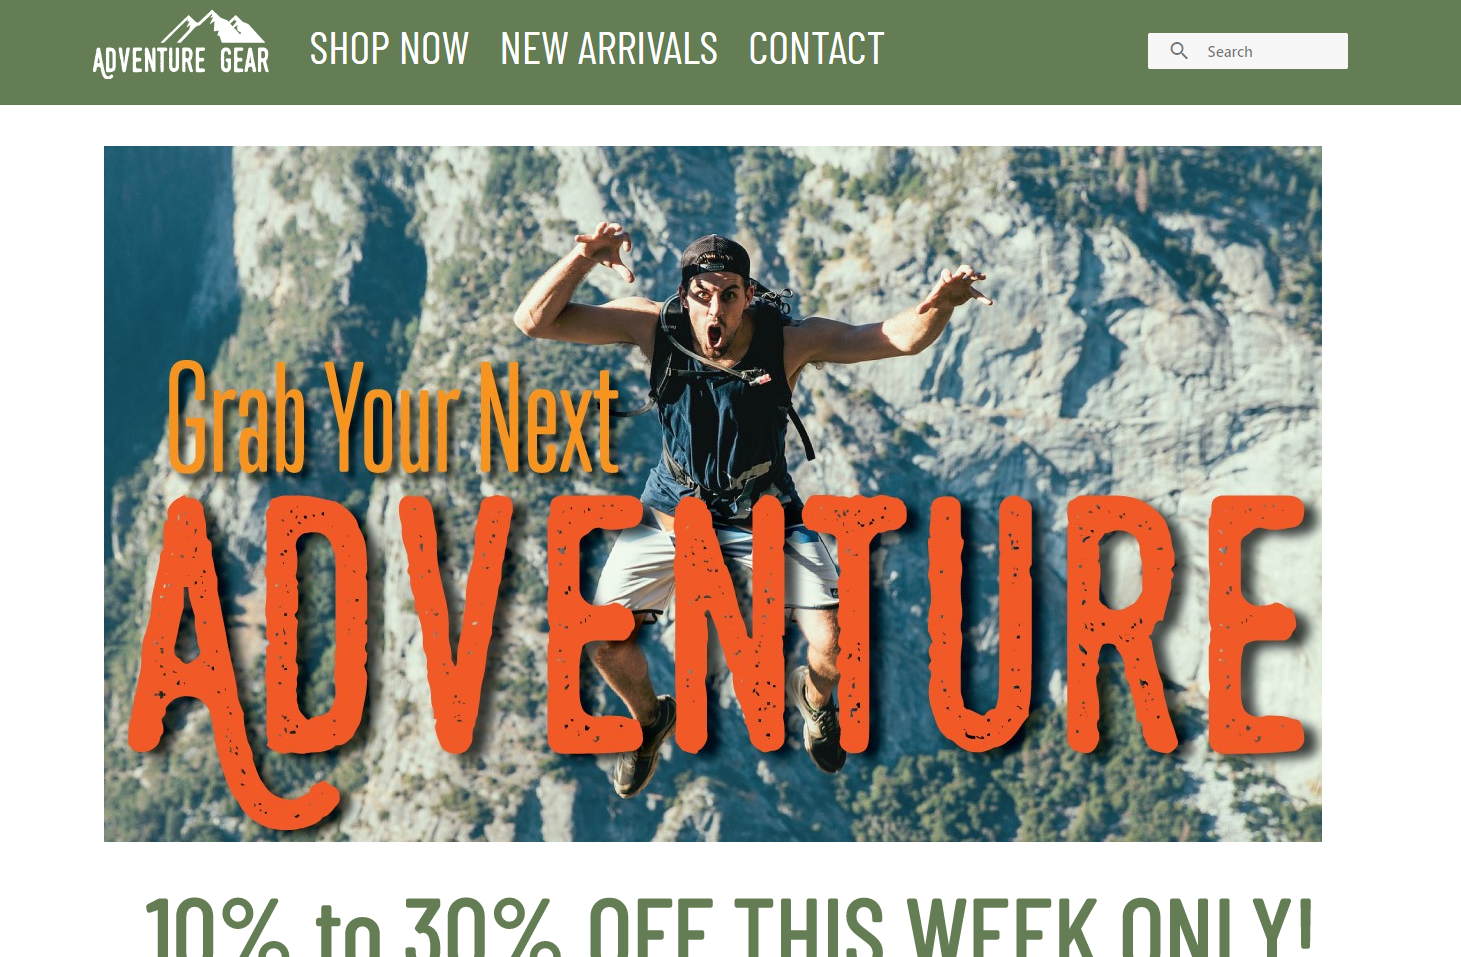 ADVENTURE GEAR
SHOP NOW NEW ARRIVALS CONTACT
Search
Grab Your Next
ADVENTURE
10% to 30% OFF THIS WEEK ONLY!